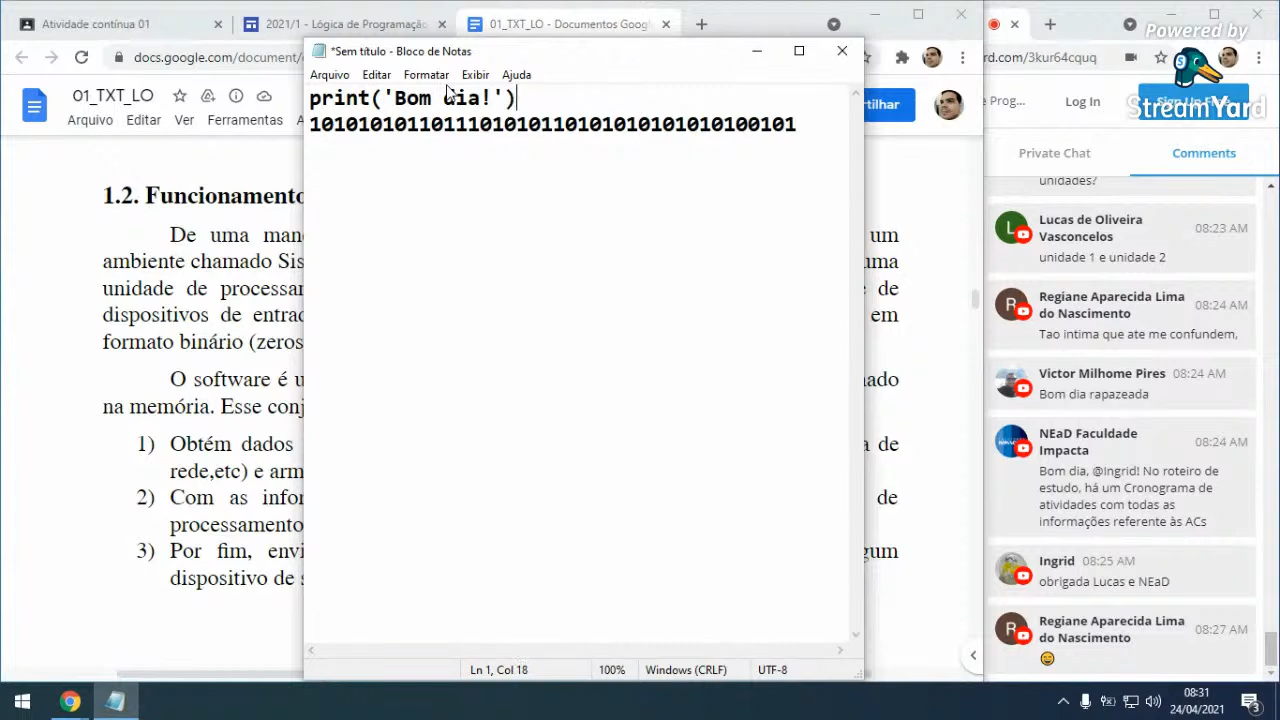 Atividade contínua 01
2021/1 - Lógica de Programação
01_TXT_LO - Documentos Goog
docs.google.com/document/
rd.com/3kur64cquq
Powered by
StreamYard
*Sem título - Bloco de Notas
Arquivo Editar Formatar Exibir Ajuda
print('Bom dia!')
1010101011011101010110101010101010100101
01_TXT_LO
Arquivo Editar Ver Ferramentas
rtilhar
e Prog...
Log In
Sign Up Free
Private Chat
Comments
1.2. Funcionamento
De uma man um
ambiente chamado Sis uma
unidade de processar e de
dispositivos de entrad em
formato binário (zeros
O software é u nado
na memória. Esse conj
1) Obtém dados a de
rede,etc) e arm
2) Com as infor de
processamento
3) Por fim, envi gum
dispositivo de s
unidades?
L
Lucas de Oliveira
Vasconcelos
08:23 AM
unidade 1 e unidade 2
R
Regiane Aparecida Lima
do Nascimento
08:24 AM
Tao intima que ate me confundem,
Victor Milhome Pires 08:24 AM
Bom dia rapazeada
NEaD Faculdade
Impacta
08:24 AM
Bom dia, @Ingrid! No roteiro de
estudo, há um Cronograma de
atividades com todas as
informações referente às ACs
Ingrid 08:25 AM
obrigada Lucas e NEaD
R
Regiane Aparecida Lima
do Nascimento
08:27 AM
Ln 1, Col 18 100% Windows (CRLF) UTF-8
08:31
24/04/2021
3